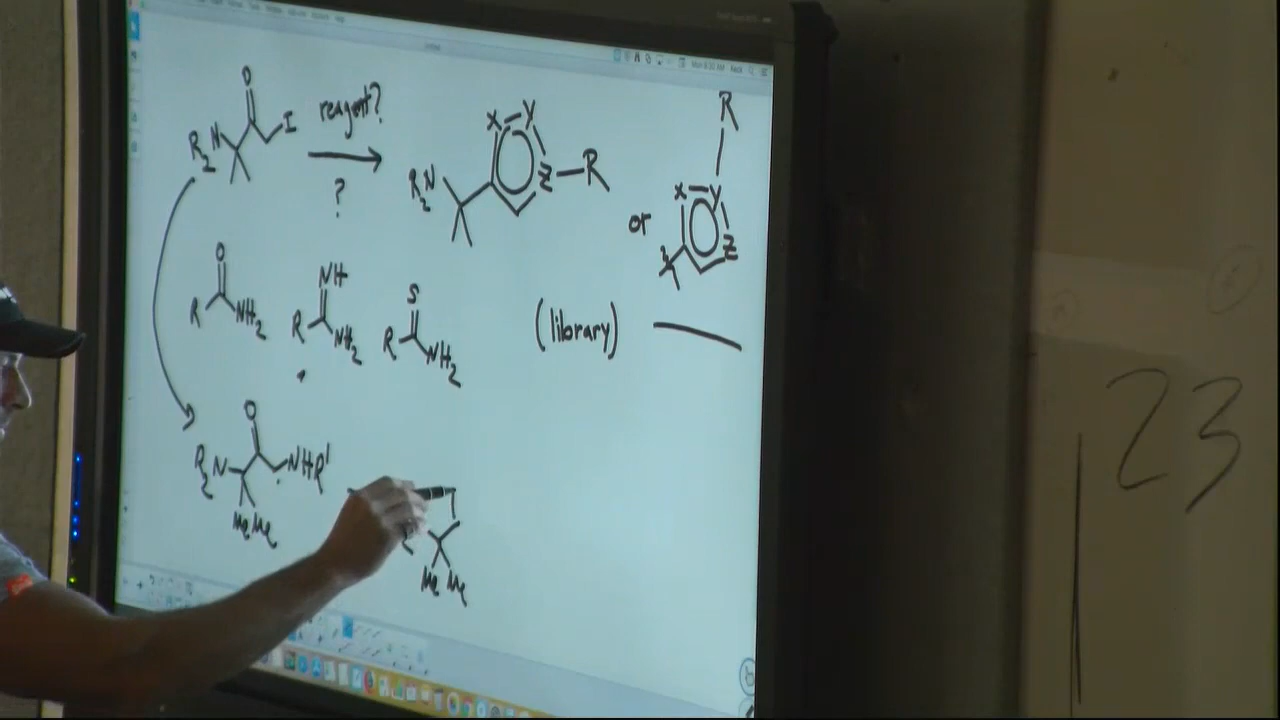 O
I
R2N
reagent?
?
X-Y
Z-R
R2N
or
R
X-Y
Z
O
R NH2
NH
R NH2
S
R NH2
(library)
O
R2N NHR'
Me Me
Me Me
23